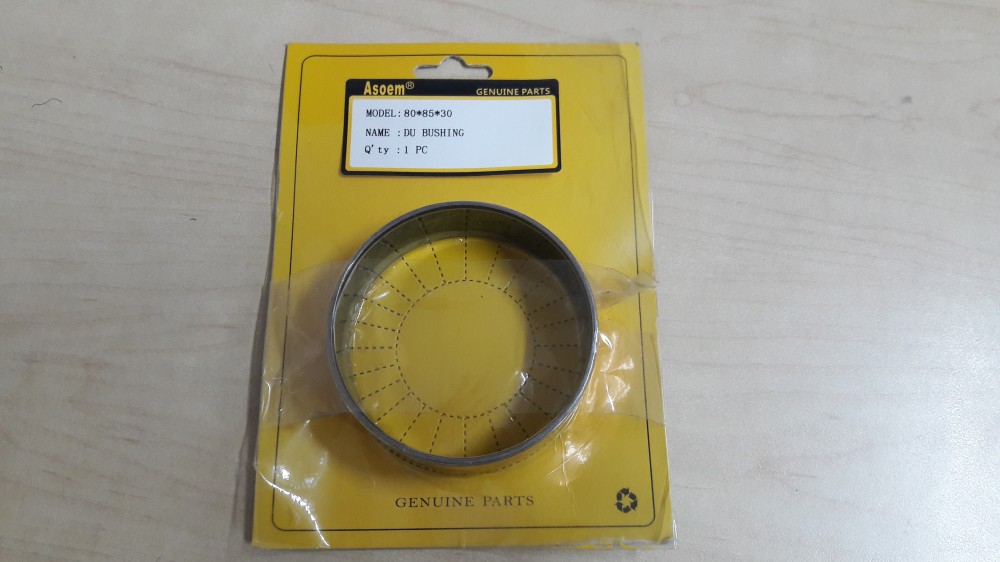 Asoem®
GENUINE PARTS
MODEL:80*85*30
NAME :DU BUSHING
Q'ty :1 PC
GENUINE PARTS